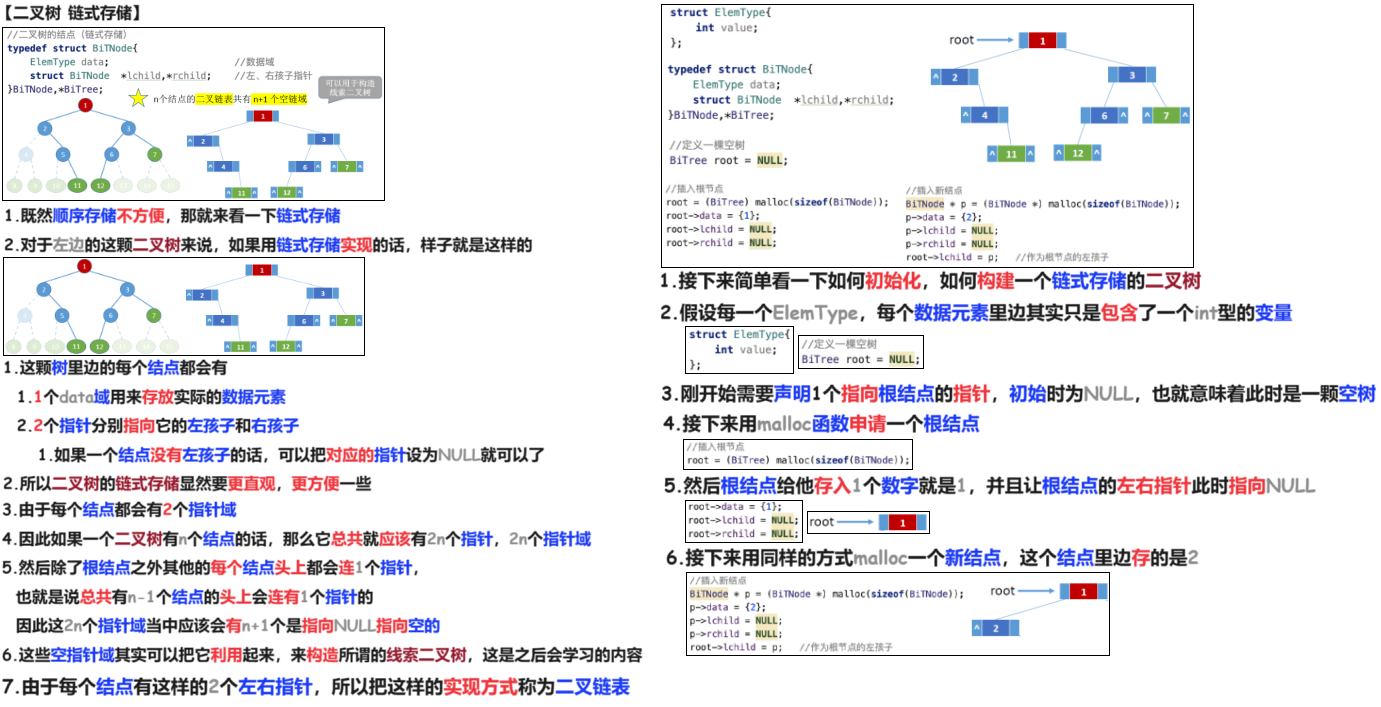 【二叉树 链式存储】
//二叉树的结点（链式存储）
typedef struct BiTNode{
ElemType data; //数据域
struct BiTNode *lchild,*rchild; //左、右孩子指针
}BiTNode,*BiTree;
可以用于构造
线索二叉树
n个结点的二叉链表共有 n+1 个空链域
1
2 3
5 6 7
11 12
1
^ 2 3
^ 4 6 ^ ^ 7 ^
^ 11 ^ ^ 12 ^
1.既然顺序存储不方便，那就来看一下链式存储
2.对于左边的这颗二叉树来说，如果用链式存储实现的话，样子就是这样的
1
2 3
5 6 7
11 12
1
^ 2 3
^ 4 6 ^ ^ 7 ^
^ 11 ^ ^ 12 ^
1.这颗树里边的每个结点都会有
1.1个data域用来存放实际的数据元素
2.2个指针分别指向它的左孩子和右孩子
1.如果一个结点没有左孩子的话，可以把对应的指针设为NULL就可以了
2.所以二叉树的链式存储显然要更直观，更方便一些
3.由于每个结点都会有2个指针域
4.因此如果一个二叉树有n个结点的话，那么它总共就应该有2n个指针，2n个指针域
5.然后除了根结点之外其他的每个结点头上都会连1个指针，
也就是说总共有n-1个结点的头上会连有1个指针的
因此这2n个指针域当中应该会有n+1个是指向NULL指向空的
6.这些空指针域其实可以把它利用起来，来构造所谓的线索二叉树，这是之后会学习的内容
7.由于每个结点有这样的2个左右指针，所以把这样的实现方式称为二叉链表
struct ElemType{
int value;
};
typedef struct BiTNode{
ElemType data;
struct BiTNode *lchild,*rchild;
}BiTNode,*BiTree;
//定义一棵空树
BiTree root = NULL;
root
1
^ 2 3
^ 4 6 ^ ^ 7 ^
^ 11 ^ ^ 12 ^
//插入根节点
root = (BiTree) malloc(sizeof(BiTNode));
root->data = {1};
root->lchild = NULL;
root->rchild = NULL;
//插入新结点
BiTNode * p = (BiTNode *) malloc(sizeof(BiTNode));
p->data = {2};
p->lchild = NULL;
p->rchild = NULL;
root->lchild = p; //作为根节点的左孩子
1.接下来简单看一下如何初始化，如何构建一个链式存储的二叉树
2.假设每一个ElemType，每个数据元素里边其实只是包含了一个int型的变量
struct ElemType{
int value;
};
//定义一棵空树
BiTree root = NULL;
3.刚开始需要声明1个指向根结点的指针，初始时为NULL，也就意味着此时是一颗空树
4.接下来用malloc函数申请一个根结点
//插入根节点
root = (BiTree) malloc(sizeof(BiTNode));
5.然后根结点给他存入1个数字就是1，并且让根结点的左右指针此时指向NULL
root->data = {1};
root->lchild = NULL;
root->rchild = NULL;
root 1
6.接下来用同样的方式malloc一个新结点，这个结点里边存的是2
//插入新结点
BiTNode * p = (BiTNode *) malloc(sizeof(BiTNode));
p->data = {2};
p->lchild = NULL;
p->rchild = NULL;
root->lchild = p; //作为根节点的左孩子
root 1
^ 2